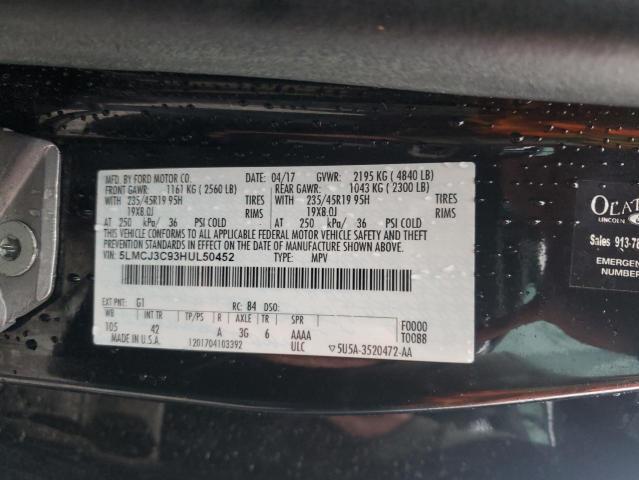 MFD. BY FORD MOTOR CO.
DATE: 04/17 GVWR: 2195 KG ( 4840 LB)
FRONT GAWR: 1161 KG ( 2560 LB) REAR GAWR: 1043 KG ( 2300 LB)
WITH 235/45R19 95H TIRES WITH 235/45R19 95H TIRES
19X8.0J RIMS 19X8.0J RIMS
AT 250 kPa/ 36 PSI COLD AT 250 kPa/ 36 PSI COLD
THIS VEHICLE CONFORMS TO ALL APPLICABLE FEDERAL MOTOR VEHICLE SAFETY AND THEFT
PREVENTION STANDARDS IN EFFECT ON THE DATE OF MANUFACTURE SHOWN ABOVE.
VIN: 5LMCJ3C93HUL50452 TYPE: MPV
EXT PNT: G1 RC: 84 DSO:
WB INT TR TP/PS R AXLE TR SPR F0000
105 42 A 3G 6 AAAA T0088
MADE IN U.S.A. 1201704103392 ULC ▽5U5A-3520472-AA
LINCOLN
Sales 913-78
EMERGEN
NUMBER